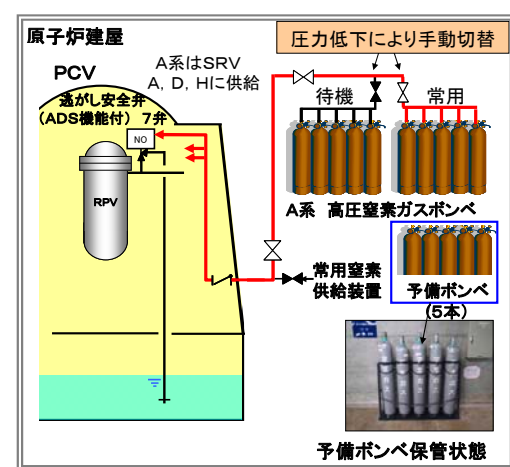 原子炉建屋
圧力低下により手動切替
A系はSRV
A, D, Hに供給
PCV
逃がし安全弁
(ADS機能付) 7弁
NO
RPV
待機
常用
A系 高圧窒素ガスボンベ
常用窒素
供給装置
予備ボンベ
(5本)
予備ボンベ保管状態